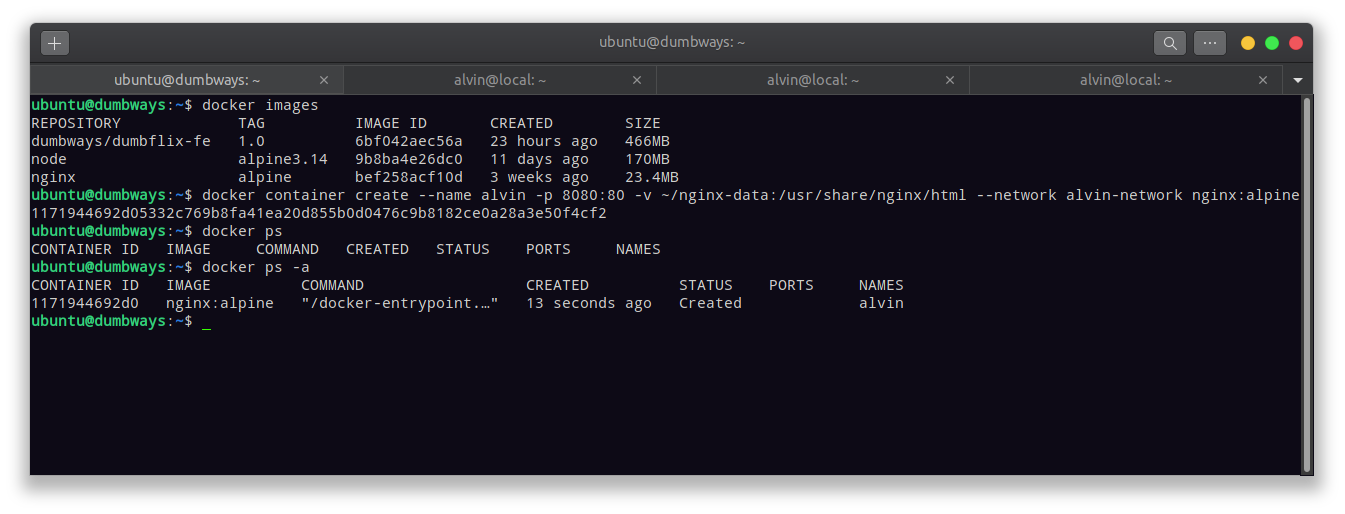 ubuntu@dumbways: ~
ubuntu@dumbways: ~ × alvin@local: ~ × alvin@local: ~ × alvin@local: ~ ×
ubuntu@dumbways:~$ docker images
REPOSITORY TAG IMAGE ID CREATED SIZE
dumbways/dumbflix-fe 1.0 6bf042aec56a 23 hours ago 466MB
node alpine3.14 9b8ba4e26dc0 11 days ago 170MB
nginx alpine bef258acf10d 3 weeks ago 23.4MB
ubuntu@dumbways:~$ docker container create --name alvin -p 8080:80 -v ~/nginx-data:/usr/share/nginx/html --network alvin-network nginx:alpine
1171944692d05332c769b8fa41ea20d855b0d0476c9b8182ce0a28a3e50f4cf2
ubuntu@dumbways:~$ docker ps
CONTAINER ID IMAGE COMMAND CREATED STATUS PORTS NAMES
ubuntu@dumbways:~$ docker ps -a
CONTAINER ID IMAGE COMMAND CREATED STATUS PORTS NAMES
1171944692d0 nginx:alpine "/docker-entrypoint.…" 13 seconds ago Created alvin
ubuntu@dumbways:~$ _